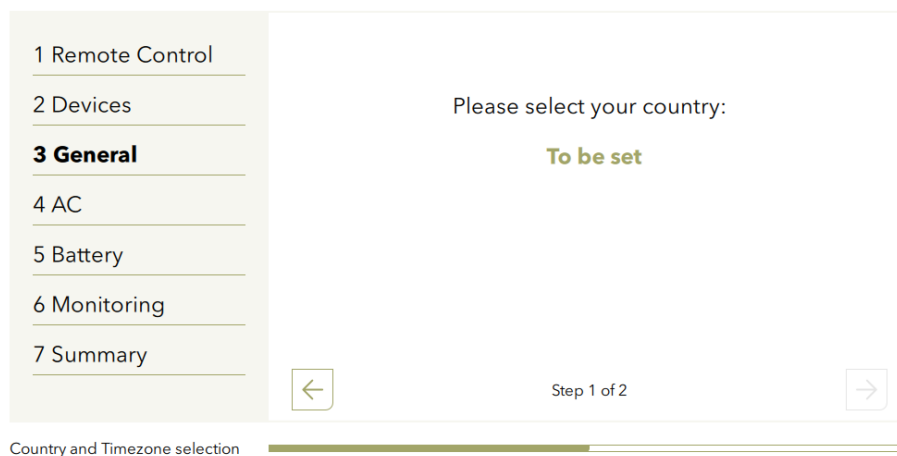 1 Remote Control
2 Devices
3 General
4 AC
5 Battery
6 Monitoring
7 Summary
Please select your country:
To be set
Step 1 of 2
Country and Timezone selection